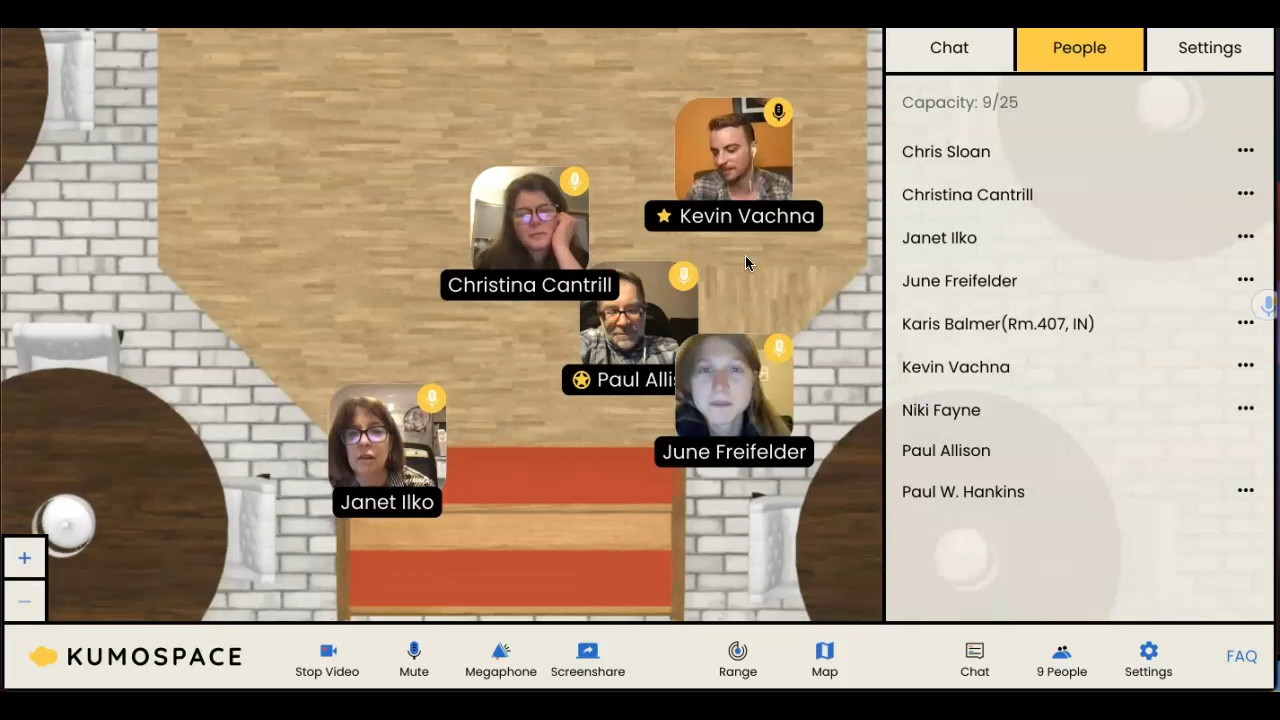 Chat
People
Settings
Capacity: 9/25
Chris Sloan
Christina Cantrill
Janet Ilko
June Freifelder
Karis Balmer(Rm.407, IN)
Kevin Vachna
Niki Fayne
Paul Allison
Paul W. Hankins
Kevin Vachna
Christina Cantrill
Paul Allis
June Freifelder
Janet Ilko
KUMOSPACE
Stop Video
Mute
Megaphone
Screenshare
Range
Map
Chat
9 People
Settings
FAQ